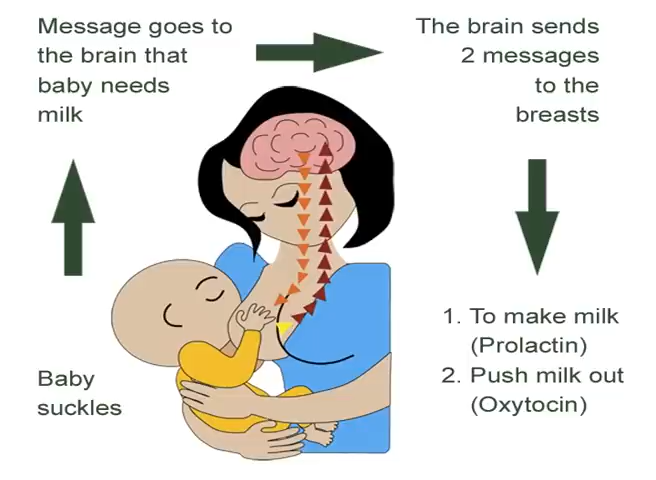 Message goes to
the brain that
baby needs
milk
The brain sends
2 messages
to the
breasts
1. To make milk
(Prolactin)
2. Push milk out
(Oxytocin)
Baby
suckles